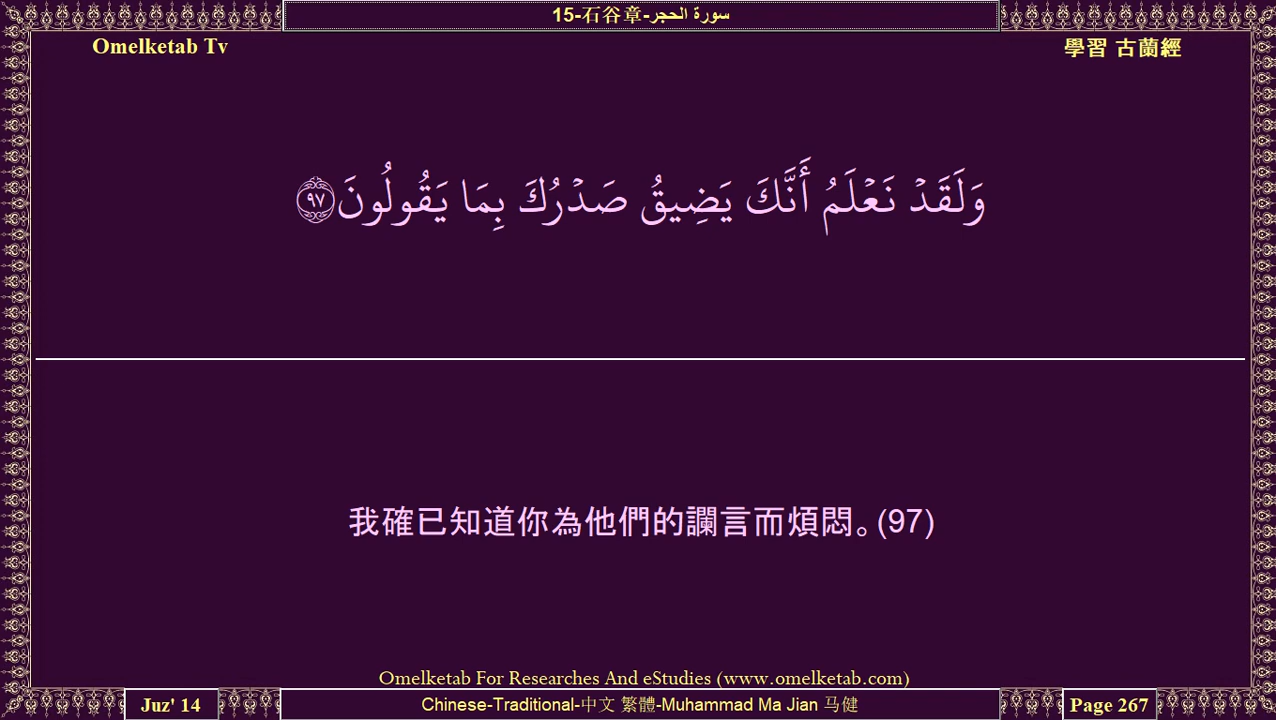 15-石谷章-سورة الحجر
Omelketab Tv
學習 古蘭經
وَلَقَدۡ نَعۡلَمُ أَنَّكَ يَضِيقُ صَدۡرُكَ بِمَا يَقُولُونَ ٩٧
我確已知道你為他們的讕言而煩悶。(97)
Omelketab For Researches And eStudies (www.omelketab.com)
Juz' 14
Chinese-Traditional-中文 繁體-Muhammad Ma Jian 马健
Page 267